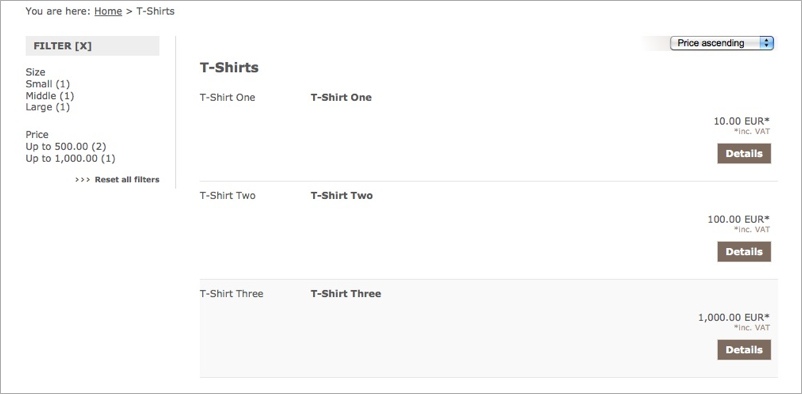 You are here: Home > T-Shirts
FILTER [X]
Size
Small (1)
Middle (1)
Large (1)
Price
Up to 500.00 (2)
Up to 1,000.00 (1)
>>> Reset all filters
Price ascending
T-Shirts
T-Shirt One T-Shirt One
10.00 EUR*
*inc. VAT
Details
T-Shirt Two T-Shirt Two
100.00 EUR*
*inc. VAT
Details
T-Shirt Three T-Shirt Three
1,000.00 EUR*
*inc. VAT
Details